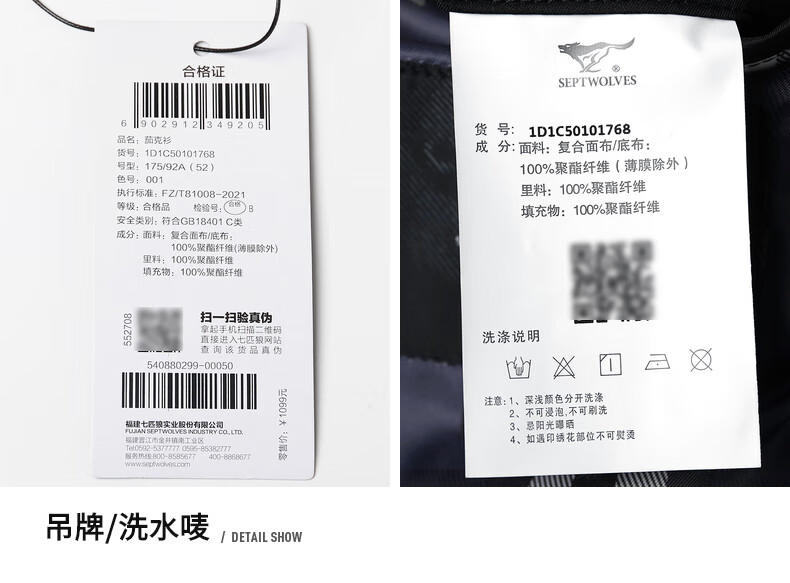 合格证
6 902912 349205
品名: 茄克衫
货号: 1D1C50101768
号型: 175/92A ( 52 )
色号: 001
执行标准: FZ/T81008-2021
等级: 合格品 检验号: 合格 B
安全类别: 符合GB18401 C类
成分: 面料: 复合面布/底布:
100%聚酯纤维(薄膜除外)
里料: 100%聚酯纤维
填充物: 100%聚酯纤维
552708
扫一扫验真伪
拿起手机扫描二维码
直接进入七匹狼网站
查询该货品真伪
540880299-00050
零售价: ¥1099元
福建七匹狼实业股份有限公司
FUJIAN SEPTWOLVES INDUSTRY CO., LTD.
福建晋江市金井镇南工业区
Tel:0592-5377777 0595-85382777
服务热线:800-8585677 400-8868677
www.septwolves.com
®
SEPTWOLVES
货 号: 1D1C50101768
成 分: 面料: 复合面布/底布:
100%聚酯纤维 ( 薄膜除外 )
里料: 100%聚酯纤维
填充物: 100%聚酯纤维
洗涤说明
注意: 1、深浅颜色分开洗涤
2、不可浸泡,不可刷洗
3、忌阳光曝晒
4、如遇印绣花部位不可熨烫
吊牌/洗水唛 / DETAIL SHOW